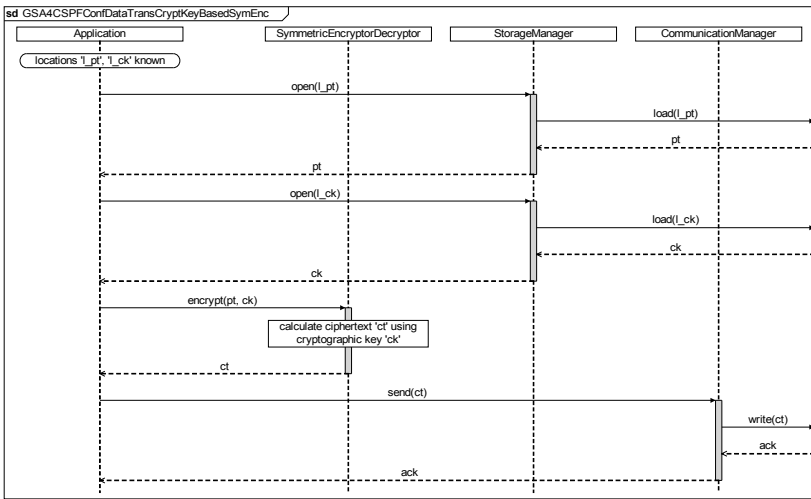 sd GSA4CSPFConfDataTransCryptKeyBasedSymEnc
Application
SymmetricEncryptorDecryptor
StorageManager
CommunicationManager
locations 'l_pt', 'l_ck' known
open(l_pt)
load(l_pt)
pt
pt
open(l_ck)
load(l_ck)
ck
ck
encrypt(pt, ck)
calculate ciphertext 'ct' using
cryptographic key 'ck'
ct
send(ct)
write(ct)
ack
ack